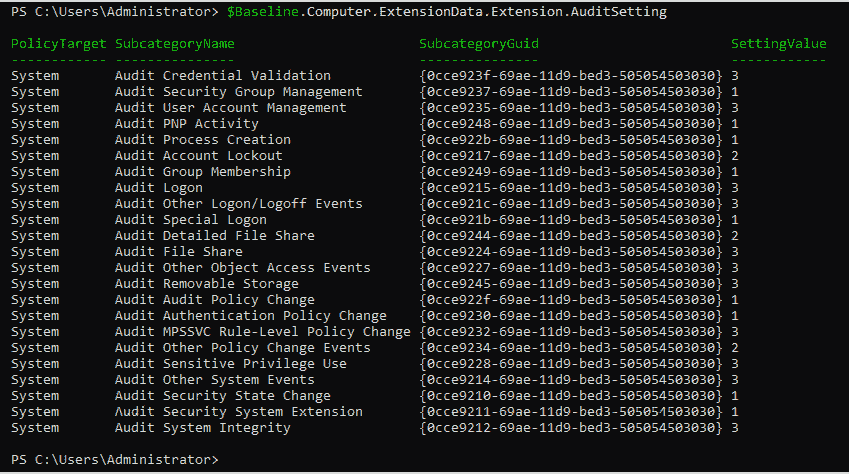 PS C:\Users\Administrator> $Baseline.Computer.ExtensionData.Extension.AuditSetting
PolicyTarget SubcategoryName SubcategoryGuid SettingValue
------------ --------------- --------------- ------------
System Audit Credential Validation {0cce923f-69ae-11d9-bed3-505054503030} 3
System Audit Security Group Management {0cce9237-69ae-11d9-bed3-505054503030} 1
System Audit User Account Management {0cce9235-69ae-11d9-bed3-505054503030} 3
System Audit PNP Activity {0cce9248-69ae-11d9-bed3-505054503030} 1
System Audit Process Creation {0cce922b-69ae-11d9-bed3-505054503030} 1
System Audit Account Lockout {0cce9217-69ae-11d9-bed3-505054503030} 2
System Audit Group Membership {0cce9249-69ae-11d9-bed3-505054503030} 1
System Audit Logon {0cce9215-69ae-11d9-bed3-505054503030} 3
System Audit Other Logon/Logoff Events {0cce921c-69ae-11d9-bed3-505054503030} 3
System Audit Special Logon {0cce921b-69ae-11d9-bed3-505054503030} 1
System Audit Detailed File Share {0cce9244-69ae-11d9-bed3-505054503030} 2
System Audit File Share {0cce9224-69ae-11d9-bed3-505054503030} 3
System Audit Other Object Access Events {0cce9227-69ae-11d9-bed3-505054503030} 3
System Audit Removable Storage {0cce9245-69ae-11d9-bed3-505054503030} 3
System Audit Audit Policy Change {0cce922f-69ae-11d9-bed3-505054503030} 1
System Audit Authentication Policy Change {0cce9230-69ae-11d9-bed3-505054503030} 1
System Audit MPSSVC Rule-Level Policy Change {0cce9232-69ae-11d9-bed3-505054503030} 3
System Audit Other Policy Change Events {0cce9234-69ae-11d9-bed3-505054503030} 2
System Audit Sensitive Privilege Use {0cce9228-69ae-11d9-bed3-505054503030} 3
System Audit Other System Events {0cce9214-69ae-11d9-bed3-505054503030} 3
System Audit Security State Change {0cce9210-69ae-11d9-bed3-505054503030} 1
System Audit Security System Extension {0cce9211-69ae-11d9-bed3-505054503030} 1
System Audit System Integrity {0cce9212-69ae-11d9-bed3-505054503030} 3
PS C:\Users\Administrator>